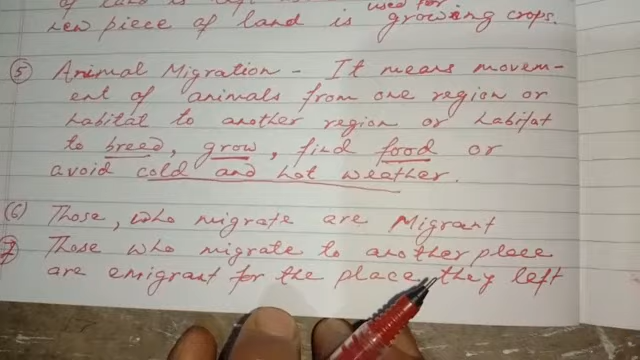 used for
new piece of land is growing crops.
(5) Animal Migration - It means movem-
ent of animals from one region or
habitat to another region or habitat
to breed, grow, find food or
avoid cold and hot weather.
(6) Those, who migrate are Migrant
7 Those who migrate to another place
are emigrant for the place they left